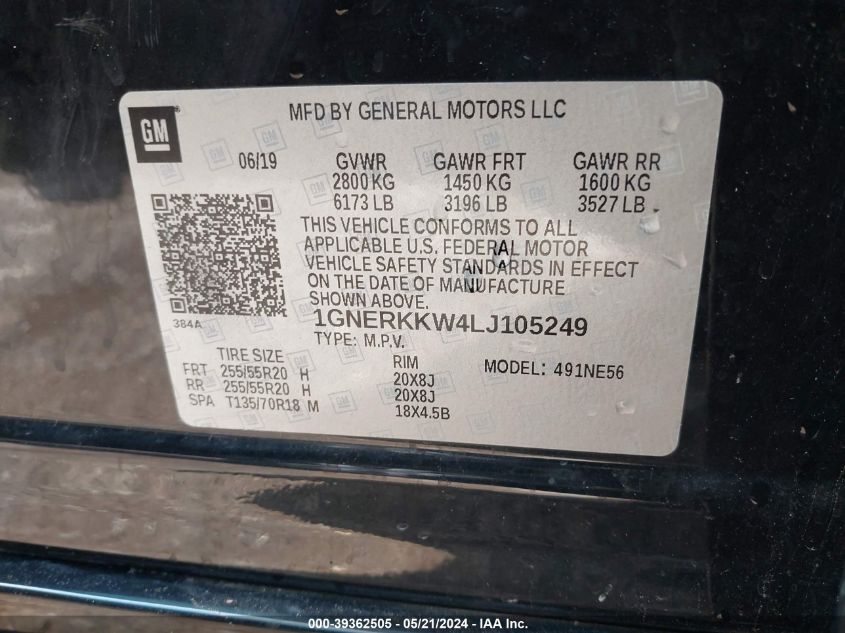 GM
MFD BY GENERAL MOTORS LLC
06/19 GVWR GAWR FRT GAWR RR
2800 KG 1450 KG 1600 KG
6173 LB 3196 LB 3527 LB
THIS VEHICLE CONFORMS TO ALL
APPLICABLE U.S. FEDERAL MOTOR
VEHICLE SAFETY STANDARDS IN EFFECT
ON THE DATE OF MANUFACTURE
SHOWN ABOVE.
384A
1GNERKKW4LJ105249
TYPE: M.P.V.
TIRE SIZE RIM MODEL: 491NE56
FRT 255/55R20 H 20X8J
RR 255/55R20 H 20X8J
SPA T135/70R18 M 18X4.5B
000-39362505 - 05/21/2024 - IAA Inc.